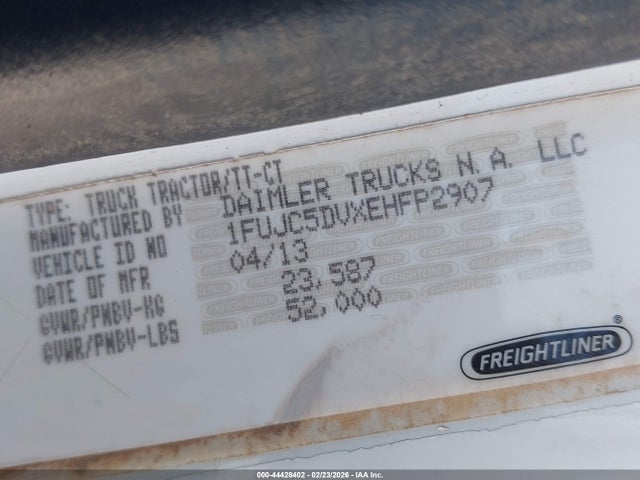 TYPE: TRUCK TRACTOR/TT-CT
MANUFACTURED BY DAIMLER TRUCKS N.A. LLC
VEHICLE ID NO 1FUJC5DVXEHFP2907
DATE OF MFR 04/13
GVWR/PNBV-KG 23,587
GVWR/PNBV-LBS 52,000
FREIGHTLINER®
000-44428402 - 02/23/2026 - IAA Inc.